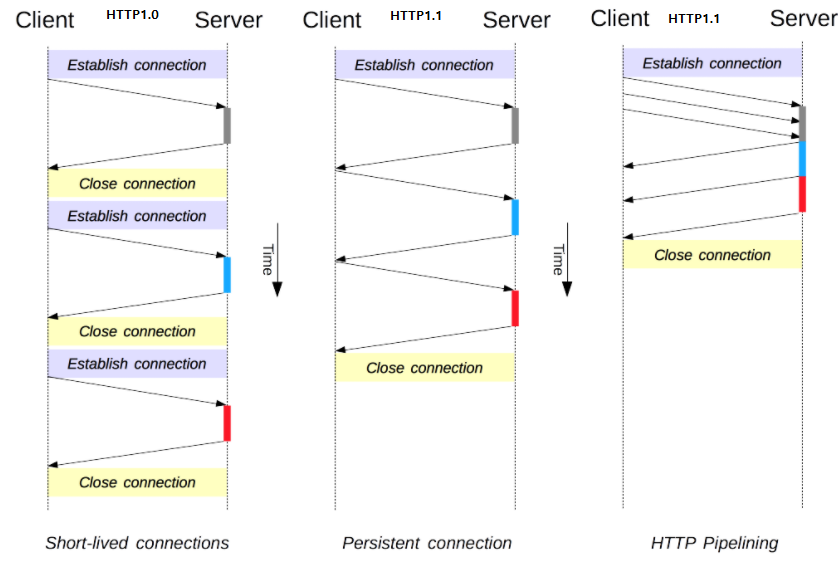 Client HTTP1.0 Server
Establish connection
Close connection
Establish connection
Close connection
Establish connection
Close connection
Short-lived connections
Time
Client HTTP1.1 Server
Establish connection
Close connection
Persistent connection
Time
Client HTTP1.1 Server
Establish connection
Close connection
HTTP Pipelining